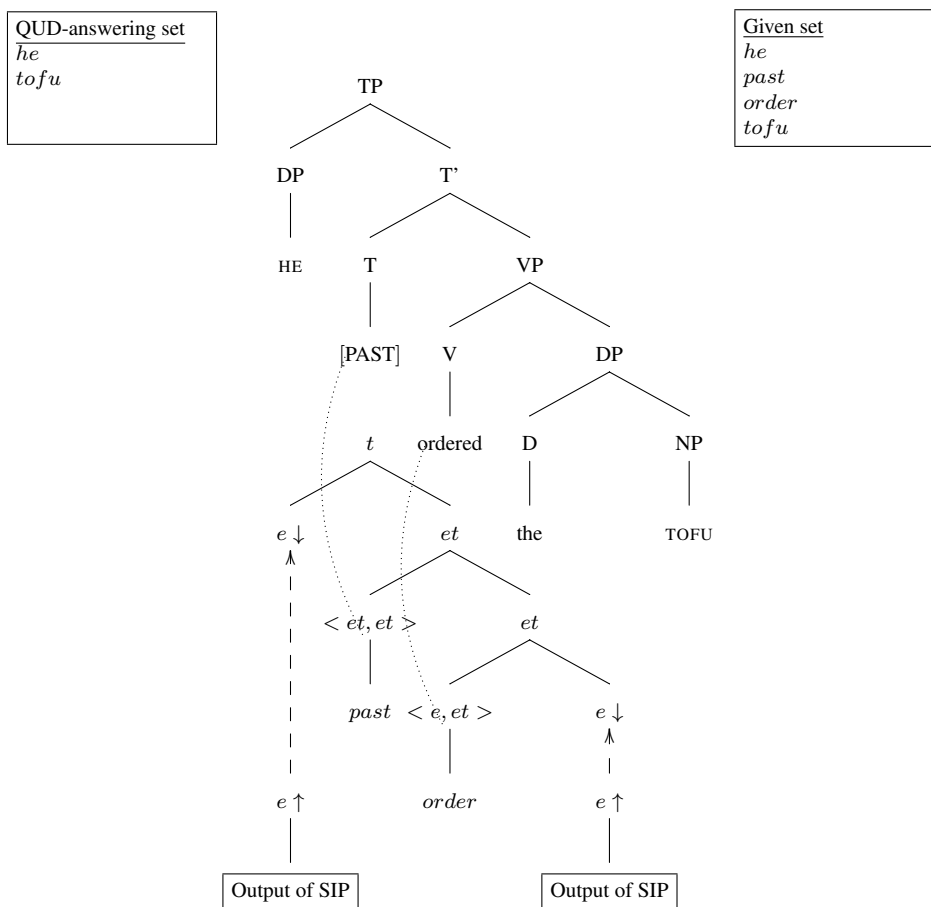 QUD-answering set
he
tofu
Given set
he
past
order
tofu
TP
DP T'
HE T VP
[PAST] V DP
t ordered D NP
e ↓ et the TOFU
< et, et > et
past < e, et > e ↓
e ↑ order e ↑
Output of SIP Output of SIP